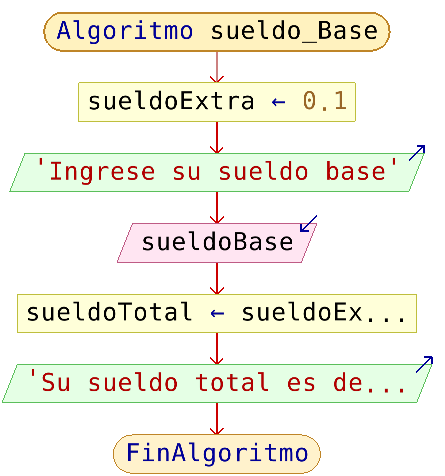 Algoritmo sueldo_Base
sueldoExtra ← 0.1
'Ingrese su sueldo base'
sueldoBase
sueldoTotal ← sueldoEx...
'Su sueldo total es de...
FinAlgoritmo